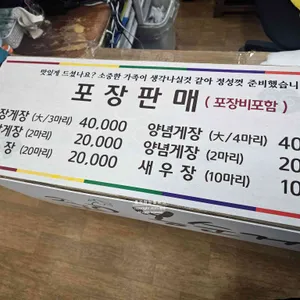 맛있게 드셨나요? 소중한 가족이 생각나실것 같아 정성껏 준비했습니
포장판매 (포장비포함)
장게장 (大/3마리) 40,000 양념게장 (大/4마리) 40
게장 (2마리) 20,000 양념게장 (2마리) 20
장 (20마리) 20,000 새우장 (10마리) 10